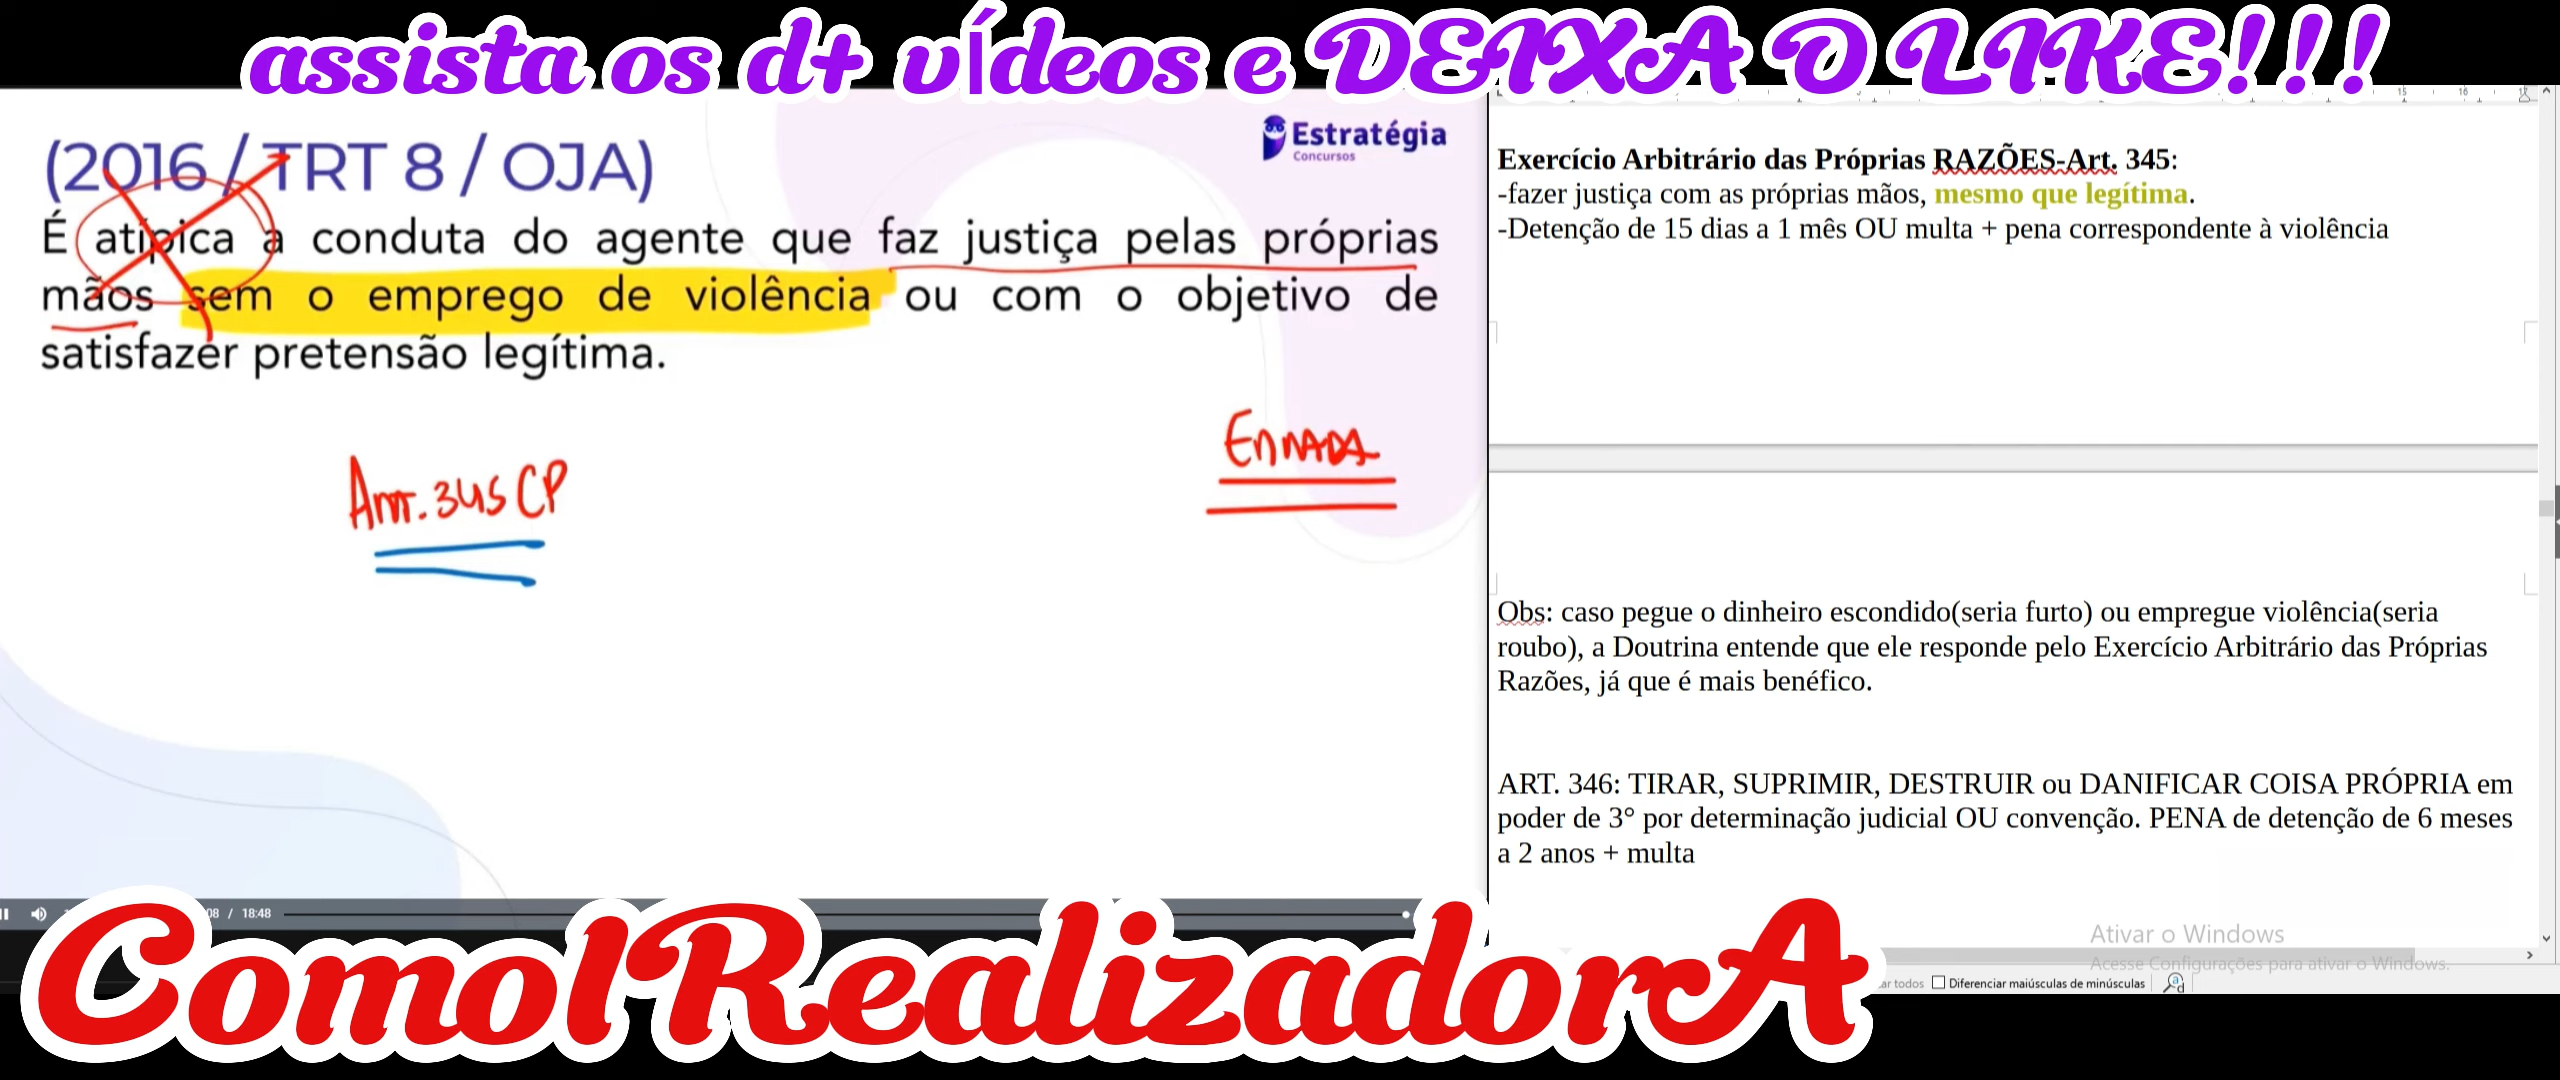 assista os d+ vídeos e DEIXA O LIKE!!!
Estratégia
Concursos
(2016 / TRT 8 / OJA)
É atípica a conduta do agente que faz justiça pelas próprias
mãos sem o emprego de violência ou com o objetivo de
satisfazer pretensão legítima.
Errada
Art. 345 CP
18:48
Exercício Arbitrário das Próprias RAZÕES-Art. 345:
-fazer justiça com as próprias mãos, mesmo que legítima.
-Detenção de 15 dias a 1 mês OU multa + pena correspondente à violência
Obs: caso pegue o dinheiro escondido(seria furto) ou empregue violência(seria
roubo), a Doutrina entende que ele responde pelo Exercício Arbitrário das Próprias
Razões, já que é mais benéfico.
ART. 346: TIRAR, SUPRIMIR, DESTRUIR ou DANIFICAR COISA PRÓPRIA em
poder de 3° por determinação judicial OU convenção. PENA de detenção de 6 meses
a 2 anos + multa
Ativar o Windows
Acesse Configurações para ativar o Windows.
todos Diferenciar maiúsculas de minúsculas
ComolRealizadorA